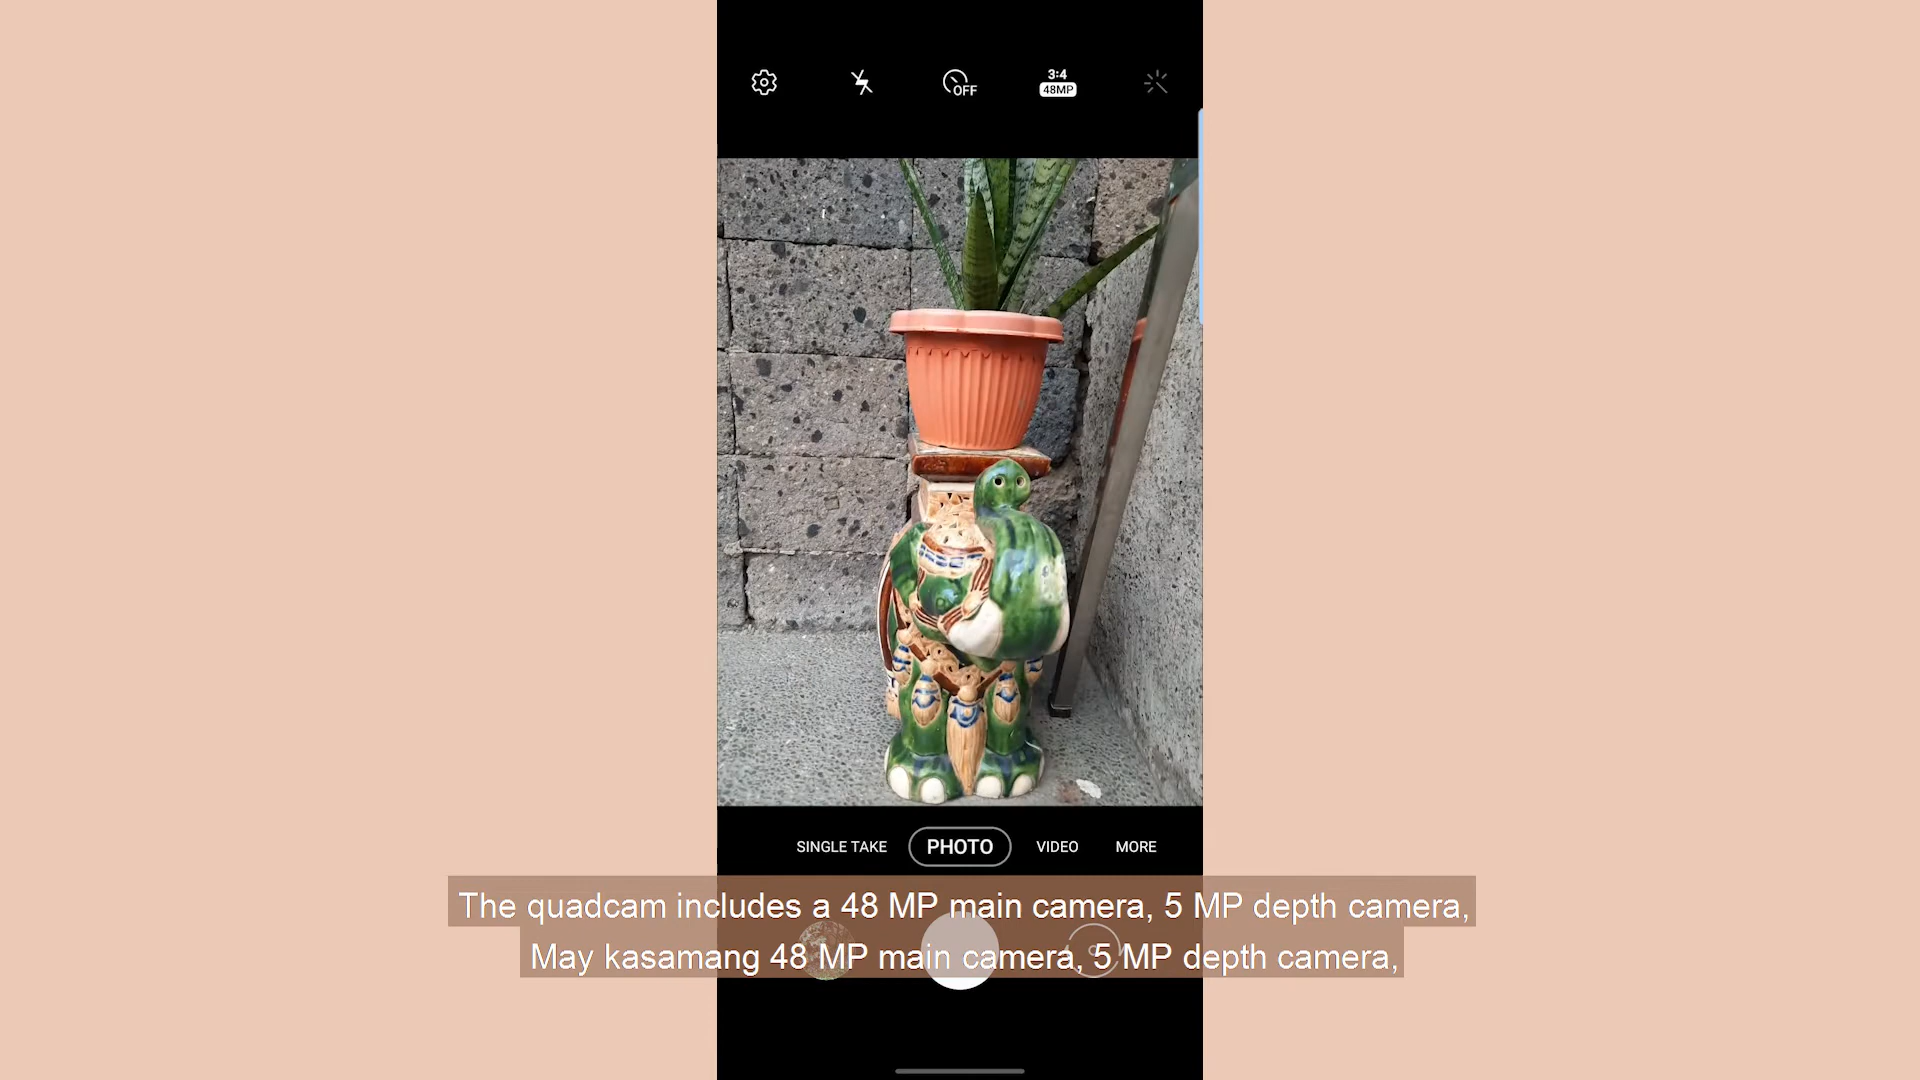 OFF
3:4
48MP
SINGLE TAKE
PHOTO
VIDEO
MORE
The quadcam includes a 48 MP main camera, 5 MP depth camera,
May kasamang 48 MP main camera, 5 MP depth camera,